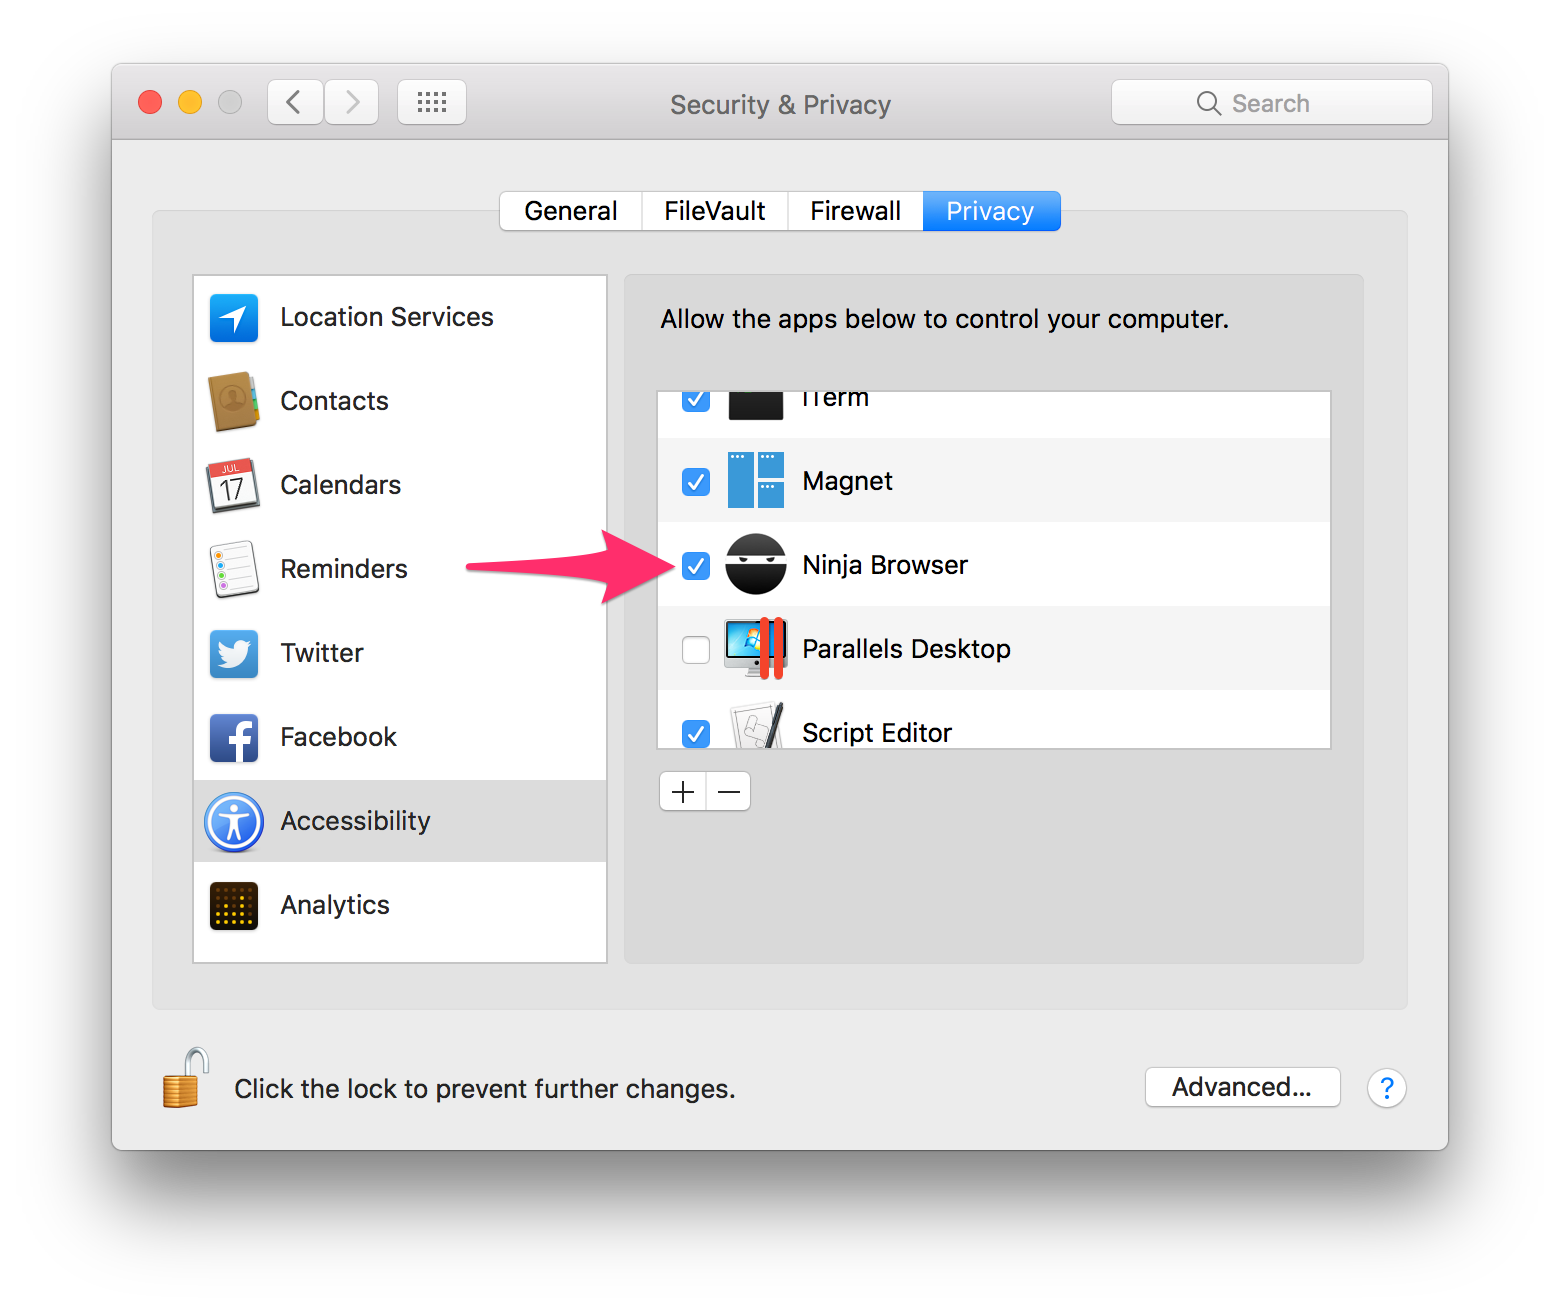 Security & Privacy
Search
General
FileVault
Firewall
Privacy
Location Services
Contacts
JUL
17
Calendars
Reminders
Twitter
Facebook
Accessibility
Analytics
Allow the apps below to control your computer.
iTerm
Magnet
Ninja Browser
Parallels Desktop
Script Editor
Click the lock to prevent further changes.
Advanced...
?